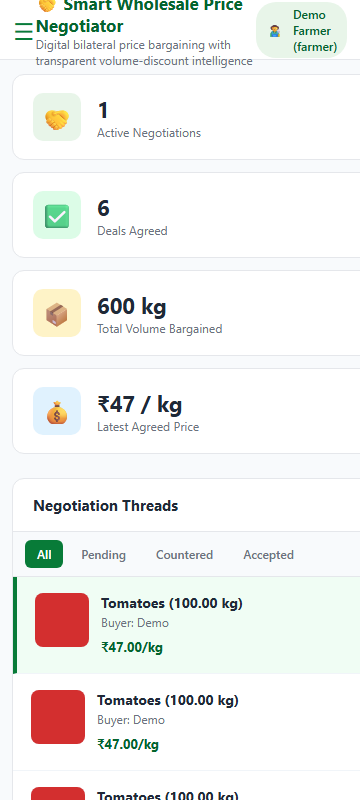 Smart Wholesale Price
Negotiator
Digital bilateral price bargaining with
transparent volume-discount intelligence
Demo
Farmer
(farmer)
1
Active Negotiations
6
Deals Agreed
600 kg
Total Volume Bargained
₹47 / kg
Latest Agreed Price
Negotiation Threads
All Pending Countered Accepted
Tomatoes (100.00 kg)
Buyer: Demo
₹47.00/kg
Tomatoes (100.00 kg)
Buyer: Demo
₹47.00/kg
Tomatoes (100.00 kg)